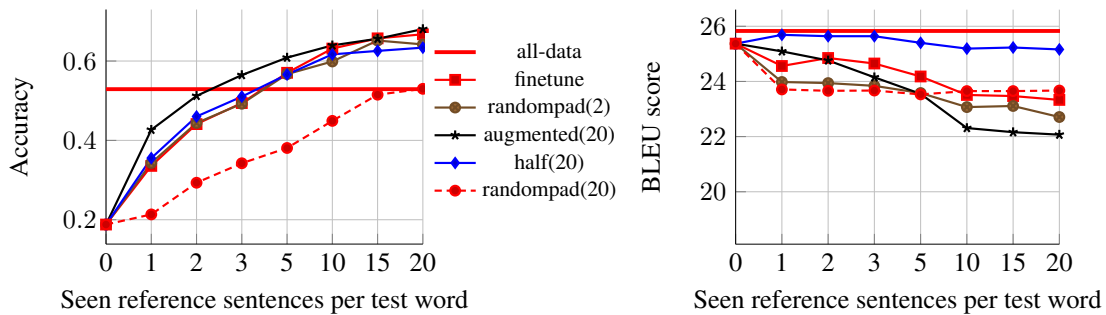 Accuracy
0.6
0.4
0.2
0 1 2 3 5 10 15 20
Seen reference sentences per test word
all-data
finetune
randompad(2)
augmented(20)
half(20)
randompad(20)
BLEU score
26
24
22
20
0 1 2 3 5 10 15 20
Seen reference sentences per test word